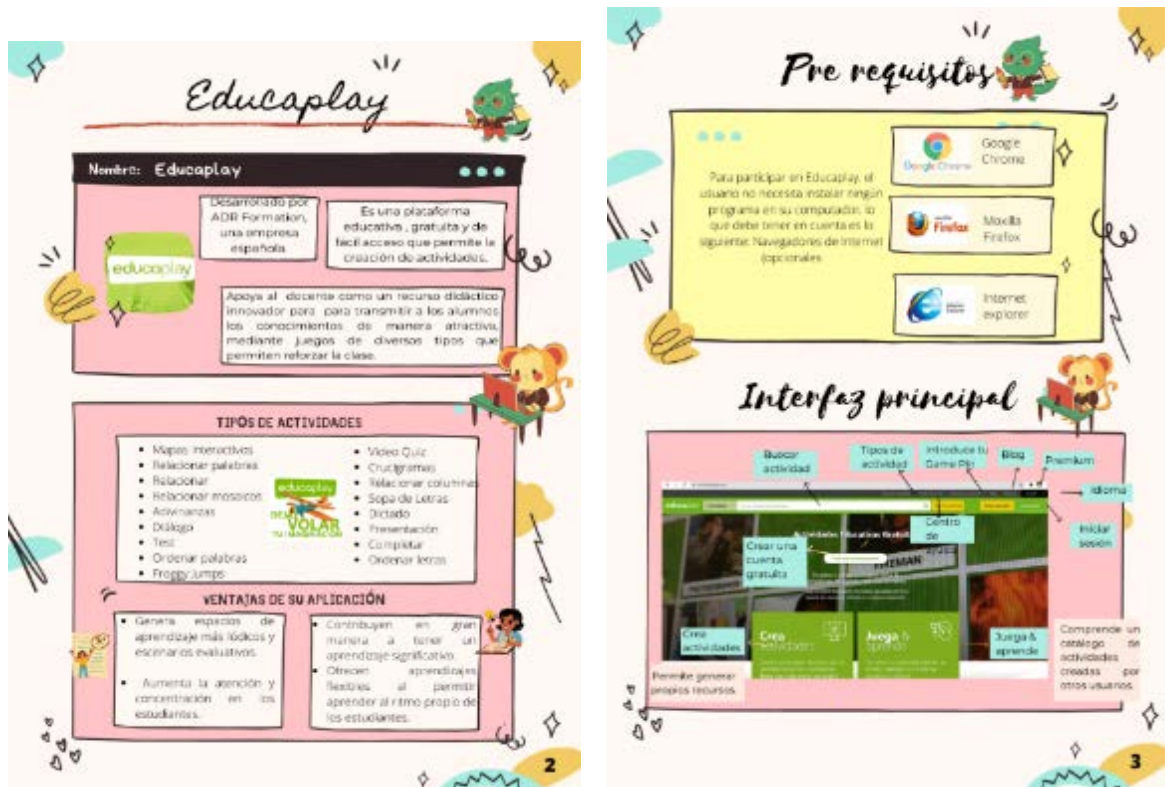 Educaplay
Nombre: Educaplay
Desarrollado por
ADR Formation,
una empresa
española.
Es una plataforma
educativa , gratuita y de
fácil acceso que permite la
creación de actividades.
educaplay
Apoya al docente como un recurso didáctico
innovador para para transmitir a los alumnos
los conocimientos de manera atractiva,
mediante juegos de diversos tipos que
permiten reforzar la clase.
TIPOS DE ACTIVIDADES
Mapas interactivos
Relacionar palabras
Relacionar
Relacionar mosaicos
Adivinanzas
Diálogo
Test
Ordenar palabras
Froggy Jumps
educaplay
VOLAR
TU IMAGINACIÓN
Video Quiz
Crucigramas
Relacionar columnas
Sopa de Letras
Dictado
Presentación
Completar
Ordenar letras
VENTAJAS DE SU APLICACIÓN
Genera espacios de
aprendizaje más lúdicos y
escenarios evaluativos.
Aumenta la atención y
concentración en los
estudiantes.
Contribuyen en gran
manera a tener un
aprendizaje significativo.
Ofrecen aprendizajes
flexibles al permitir
aprender al ritmo propio de
los estudiantes.
2
Pre requisitos
Para participar en Educaplay, el
usuario no necesita instalar ningún
programa en su computador, lo
que debe tener en cuenta es lo
siguiente: Navegadores de Internet
(opcionales
Google Chrome
Google
Chrome
Firefox
Mozilla
Firefox
Internet
explorer
Interfaz principal
Buscar
actividad
Tipos de
actividad
Introduce tu
Game Pin
Blog
Premium
Idioma
Centro
de
Iniciar
sesión
Actividades Educativas Gratuitas
Crear una
cuenta
gratuita
Crea
actividades
Crea
actividades
Juega &
aprende
Juega &
aprende
Permite generar
propios recursos.
Comprende un
catálogo de
actividades
creadas por
otros usuarios.
3